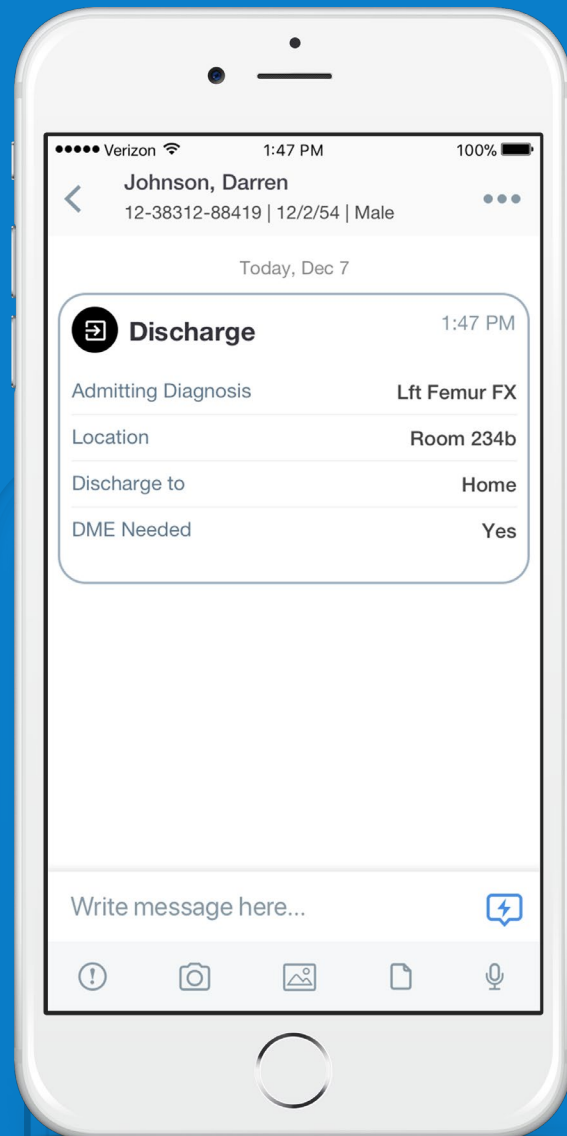 Verizon 1:47 PM 100%
Johnson, Darren
12-38312-88419 | 12/2/54 | Male
Today, Dec 7
Discharge 1:47 PM
Admitting Diagnosis Lft Femur FX
Location Room 234b
Discharge to Home
DME Needed Yes
Write message here...